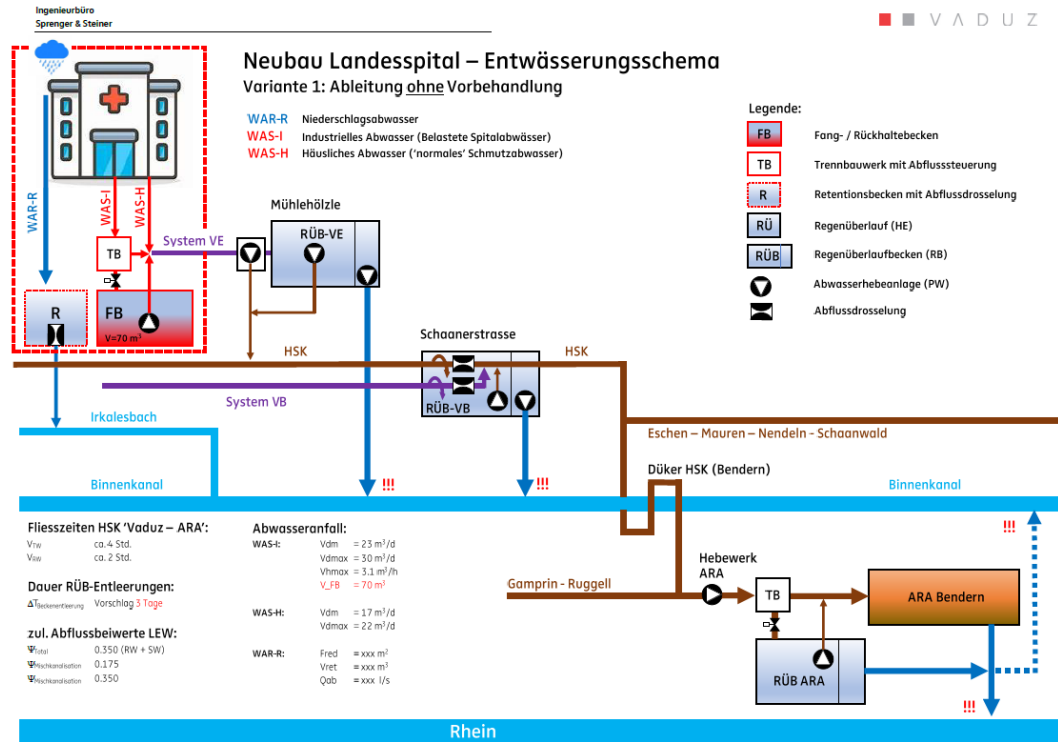 Ingenieurbüro
Sprenger & Steiner
VADUZ
Neubau Landesspital – Entwässerungsschema
Variante 1: Ableitung ohne Vorbehandlung
WAR-R Niederschlagsabwasser
WAS-I Industrielles Abwasser (Belastete Spitalabwässer)
WAS-H Häusliches Abwasser ('normales' Schmutzabwasser)
Legende:
FB Fang- / Rückhaltebecken
TB Trennbauwerk mit Abflusssteuerung
R Retentionsbecken mit Abflussdrosselung
RÜ Regenüberlauf (HE)
RÜB Regenüberlaufbecken (RB)
Abwasserhebeanlage (PW)
Abflussdrosselung
WAR-R
WAS-I
WAS-H
TB
System VE
Mühlehölzle
RÜB-VE
R
FB
V=70 m³
HSK
Schaanerstrasse
HSK
RÜB-VB
System VB
Irkalesbach
Eschen – Mauren – Nendeln - Schaanwald
Düker HSK (Bendern)
Binnenkanal
!!!
!!!
Binnenkanal
!!!
Fliesszeiten HSK 'Vaduz – ARA':
VTW ca. 4 Std.
VRW ca. 2 Std.
Dauer RÜB-Entleerungen:
ΔTBeckenentleerung Vorschlag 3 Tage
zul. Abflussbeiwerte LEW:
ΨTotal 0.350 (RW + SW)
ΨMischkanalisation 0.175
ΨMischkanalisation 0.350
Abwasseranfall:
WAS-I: Vdm = 23 m³/d
Vdmax = 30 m³/d
Vhmax = 3.1 m³/h
V_FB = 70 m³
WAS-H: Vdm = 17 m³/d
Vdmax = 22 m³/d
WAR-R: Fred = xxx m²
Vret = xxx m³
Qab = xxx l/s
Gamprin - Ruggell
Hebewerk
ARA
TB
ARA Bendern
RÜB ARA
!!!
Rhein